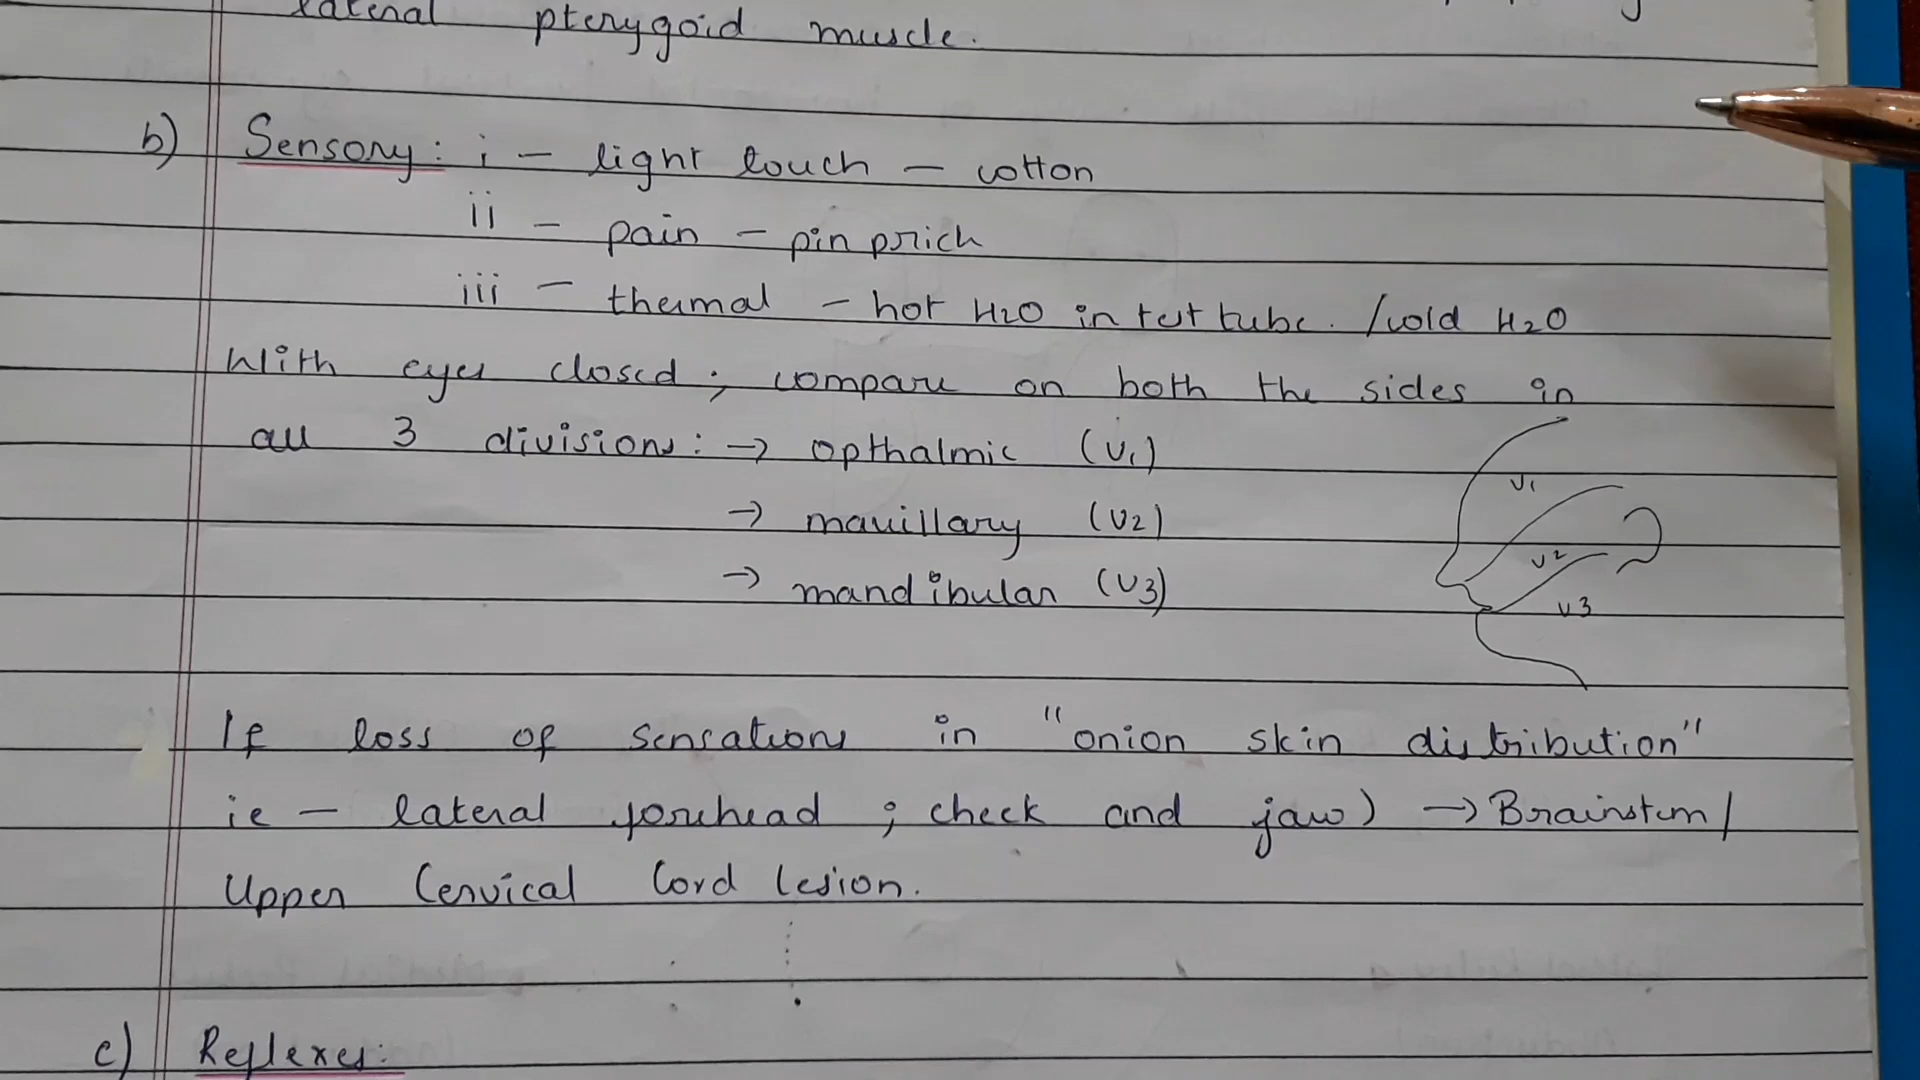 lateral pterygoid muscle.
b) Sensory: i – light touch – cotton
ii – pain – pin prick
iii – thermal – hot H2O in test tube. /cold H2O
With eyes closed; compare on both the sides in
all 3 divisions: → opthalmic (V1)
→ maxillary (V2)
→ mandibular (V3)
V1
V2
V3
If loss of sensations in "onion skin distribution"
ie – lateral forehead; check and jaw) → Brainstem/
Upper Cervical Cord lesion.
c) Reflexes: